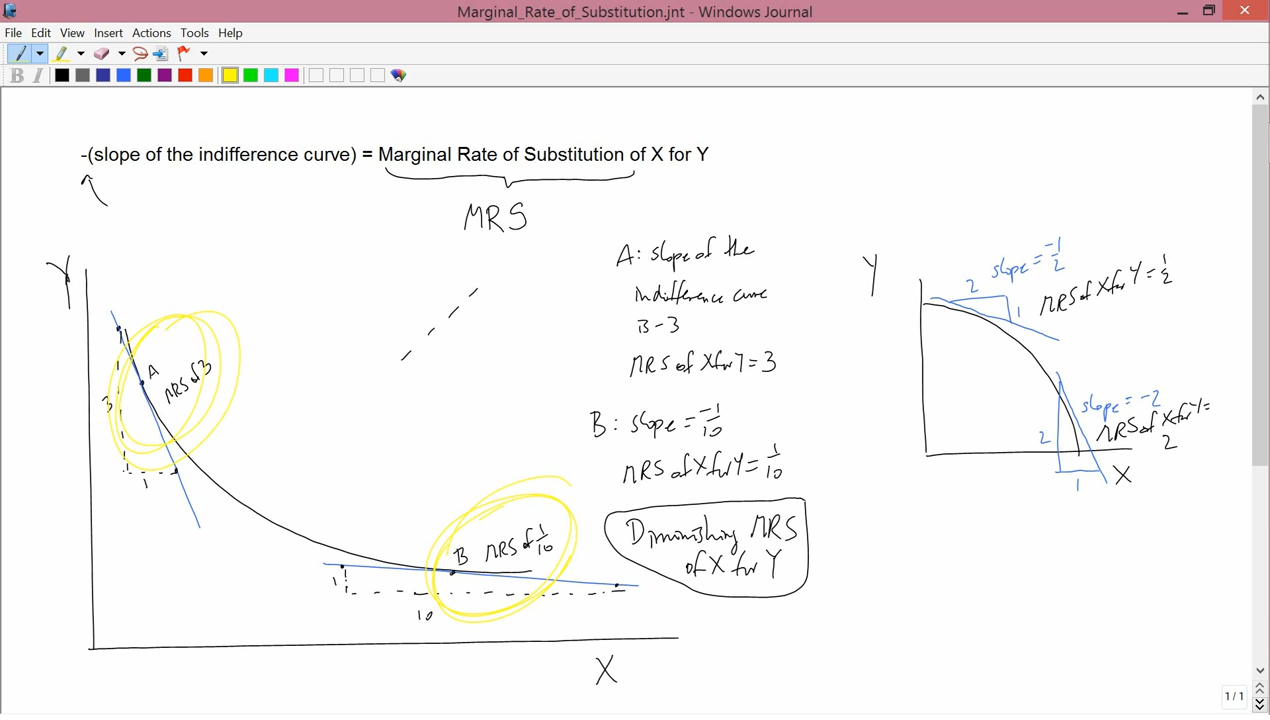 Marginal_Rate_of_Substitution.jnt - Windows Journal
File Edit View Insert Actions Tools Help
B I
-(slope of the indifference curve) = Marginal Rate of Substitution of X for Y
MRS
Y
A
MRS of 3
3
1
B MRS of 1/10
1
10
X
A: slope of the
indifference curve
B -3
MRS of X for Y = 3
B: slope = -1/10
MRS of X for Y = 1/10
Diminishing MRS
of X for Y
Y
slope = -1/2
2
1
MRS of X for Y = 1/2
slope = -2
MRS of X for Y =
2
2
1
X
1 / 1